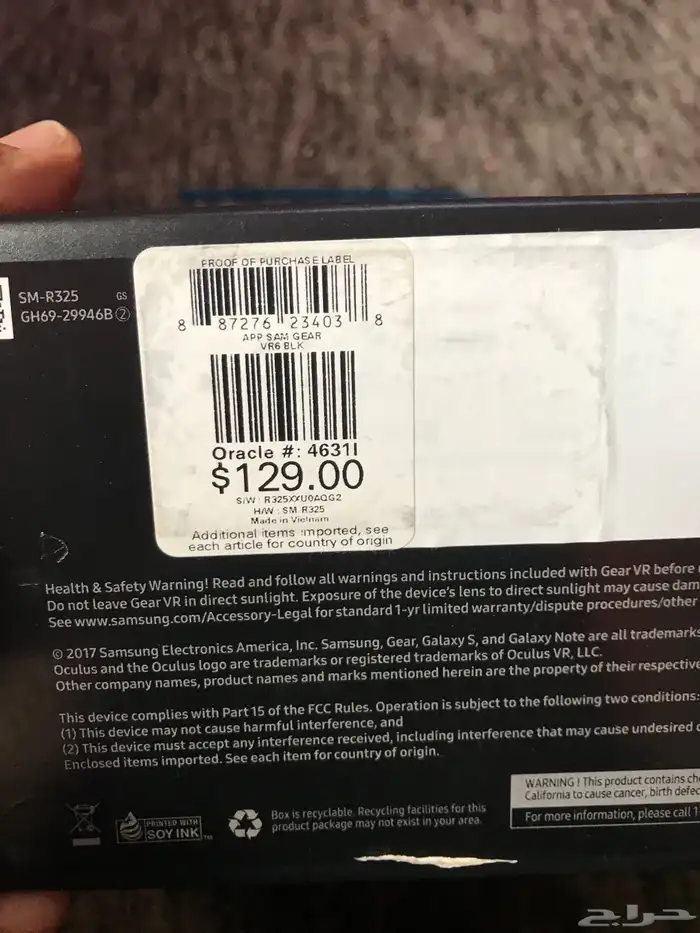 SM-R325 GS
GH69-29946B②
PROOF OF PURCHASE LABEL
8 87276 23403 8
APP SAM GEAR
VR6 BLK
Oracle #: 46311
$129.00
S/W : R325XXU0AQG2
H/W : SM-R325
Made in Vietnam
Additional items imported, see
each article for country of origin
Health & Safety Warning! Read and follow all warnings and instructions included with Gear VR before
Do not leave Gear VR in direct sunlight. Exposure of the device's lens to direct sunlight may cause
See www.samsung.com/Accessory-Legal for standard 1-yr limited warranty/dispute procedures/other
© 2017 Samsung Electronics America, Inc. Samsung, Gear, Galaxy S, and Galaxy Note are all trademarks
Oculus and the Oculus logo are trademarks or registered trademarks of Oculus VR, LLC.
Other company names, product names and marks mentioned herein are the property of their respective
This device complies with Part 15 of the FCC Rules. Operation is subject to the following two conditions:
(1) This device may not cause harmful interference, and
(2) This device must accept any interference received, including interference that may cause undesired
Enclosed items imported. See each item for country of origin.
PRINTED WITH
SOY INK™
Box is recyclable. Recycling facilities for this
product package may not exist in your area.
WARNING ! This product contains
California to cause cancer, birth
For more information, please call 1
حراج